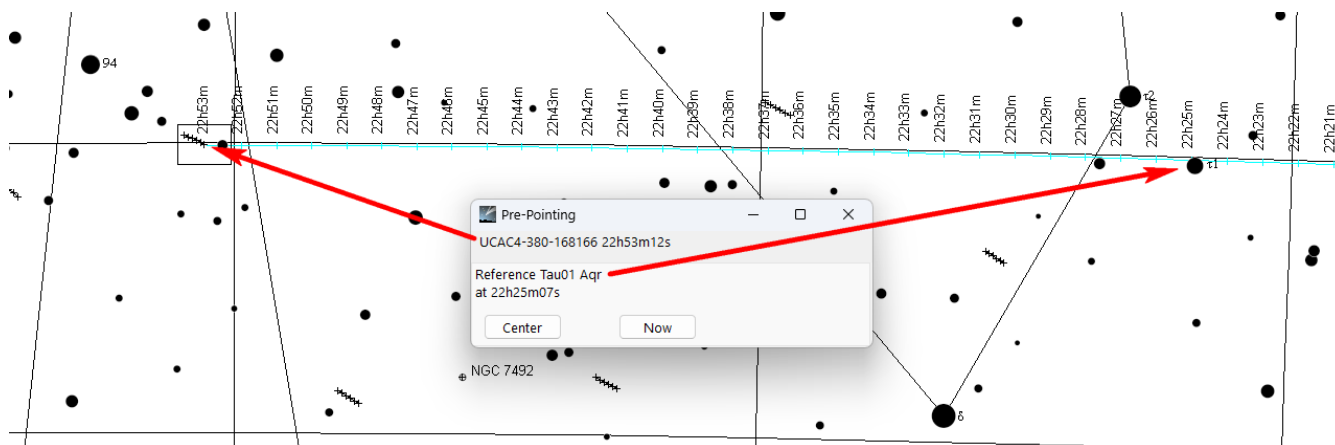 94
22h53m
22h52m
22h51m
22h50m
22h49m
22h48m
22h47m
22h46m
22h45m
22h44m
22h43m
22h42m
22h41m
22h40m
22h39m
22h38m
22h37m
22h36m
22h35m
22h34m
22h33m
22h32m
22h31m
22h30m
22h29m
22h28m
22h27m
22h26m
22h25m
22h24m
22h23m
22h22m
22h21m
τ2
τ1
Pre-Pointing
UCAC4-380-168166 22h53m12s
Reference Tau01 Aqr
at 22h25m07s
Center Now
NGC 7492
δ